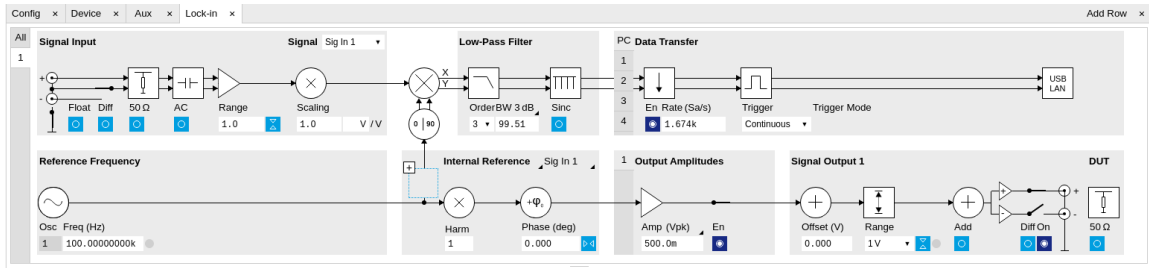 Config × Device × Aux × Lock-in × Add Row ×
All Signal Input Signal Sig In 1 Low-Pass Filter PC Data Transfer
1 1
+ X 2 USB
- Y LAN
Float Diff 50 Ω AC Range Scaling Order BW 3 dB Sinc 3 En Rate (Sa/s) Trigger Trigger Mode
1.0 1.0 V / V 0 | 90 3 99.51 4 1.674k Continuous
Reference Frequency + Internal Reference Sig In 1 1 Output Amplitudes Signal Output 1 DUT
+φ₀ + + + -
Osc Freq (Hz) Harm Phase (deg) Amp (Vpk) En Offset (V) Range Add Diff On 50 Ω
1 100.00000000k 1 0.000 500.0m 0.000 1 V